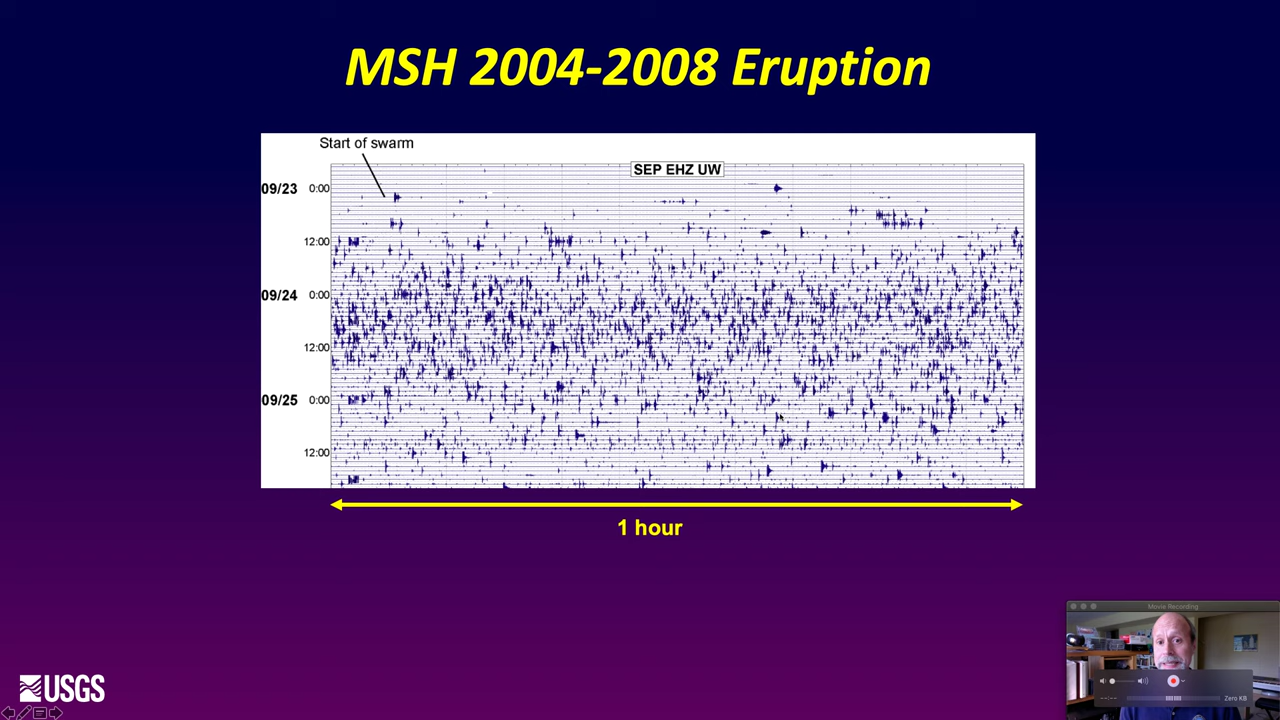 MSH 2004-2008 Eruption
Start of swarm
SEP EHZ UW
09/23 0:00
12:00
09/24 0:00
12:00
09/25 0:00
12:00
1 hour
Movie Recording
--:--
Zero KB
USGS